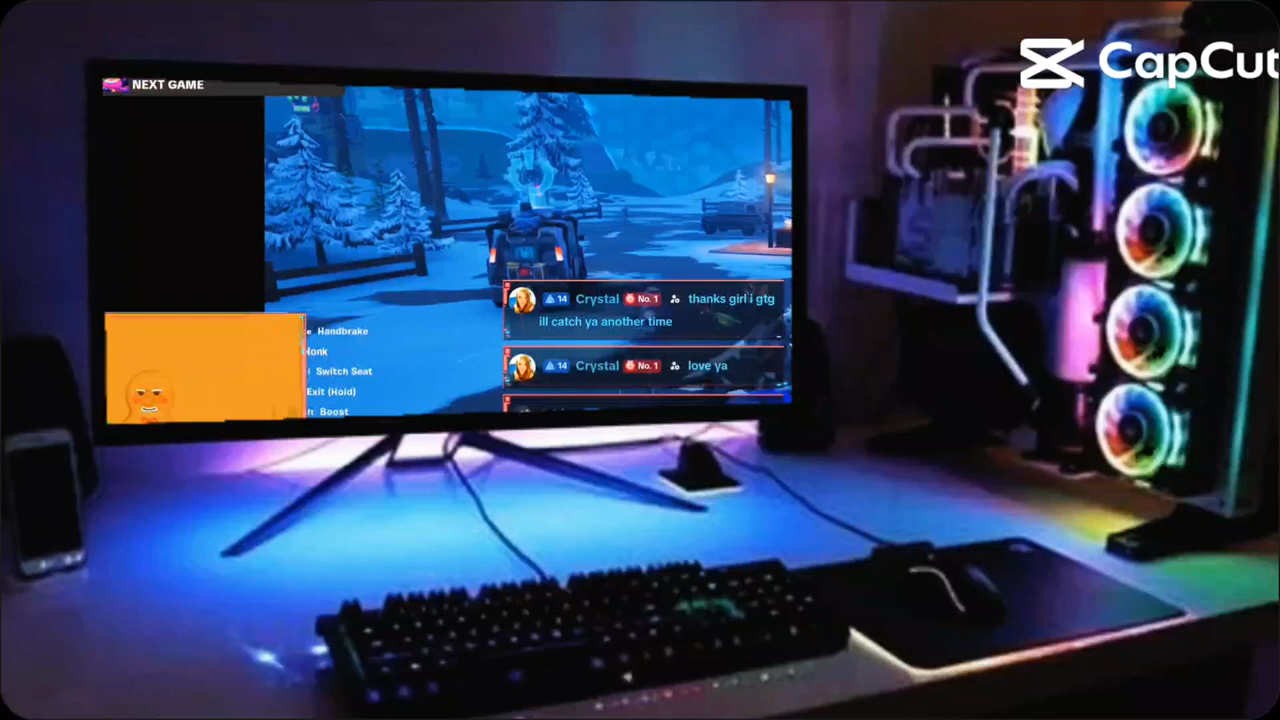 CapCut
NEXT GAME
14 Crystal No. 1 thanks girl i gtg
ill catch ya another time
14 Crystal No. 1 love ya
Handbrake
Honk
Switch Seat
Exit (Hold)
Boost